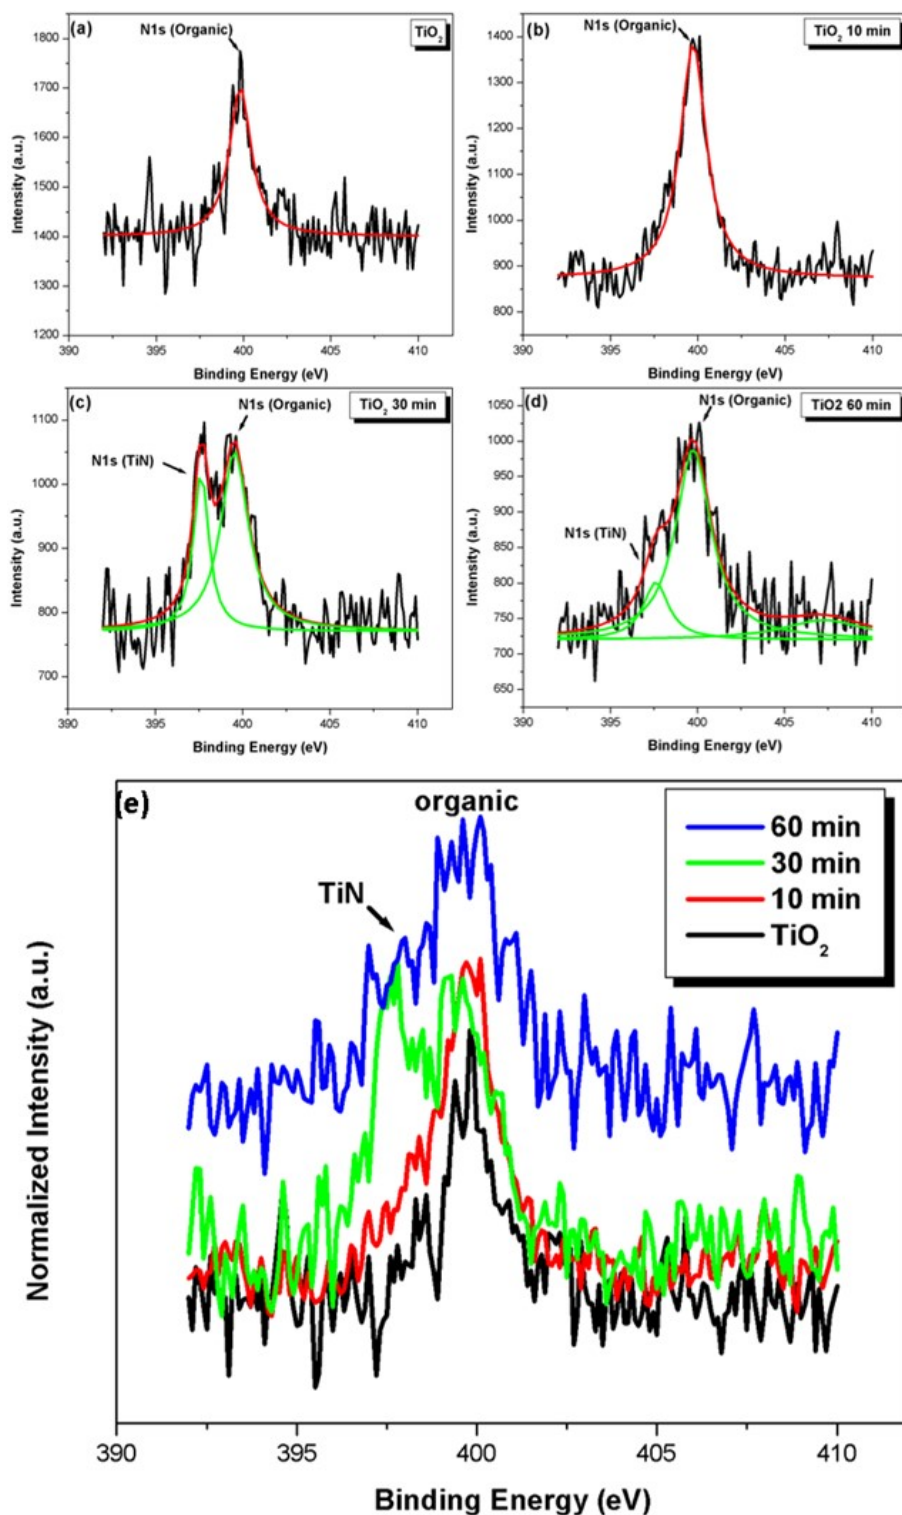 (a)
N1s (Organic)
TiO2
1800
1700
1600
1500
1400
1300
1200
390
395
400
405
410
Intensity (a.u.)
Binding Energy (eV)
(b)
N1s (Organic)
TiO2 10 min
1400
1300
1200
1100
1000
900
800
390
395
400
405
410
Intensity (a.u.)
Binding Energy (eV)
(c)
N1s (Organic)
TiO2 30 min
N1s (TiN)
1100
1000
900
800
700
390
395
400
405
410
Intensity (a.u.)
Binding Energy (eV)
(d)
N1s (Organic)
TiO2 60 min
N1s (TiN)
1050
1000
950
900
850
800
750
700
650
390
395
400
405
410
Intensity (a.u.)
Binding Energy (eV)
(e)
organic
TiN
60 min
30 min
10 min
TiO2
Normalized Intensity (a.u.)
390
395
400
405
410
Binding Energy (eV)